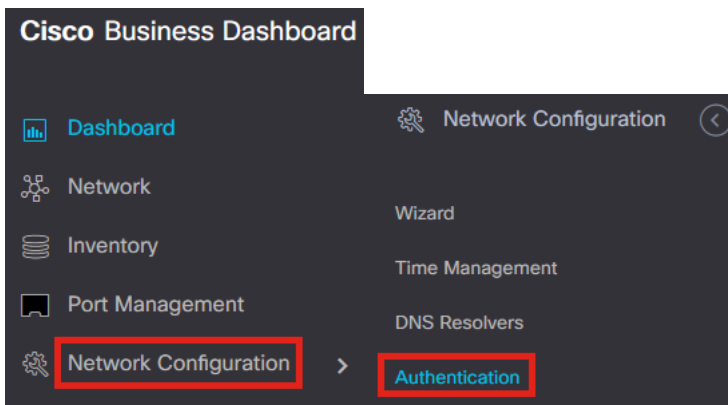 Cisco Business Dashboard
Dashboard
Network
Inventory
Port Management
Network Configuration
Network Configuration
Wizard
Time Management
DNS Resolvers
Authentication